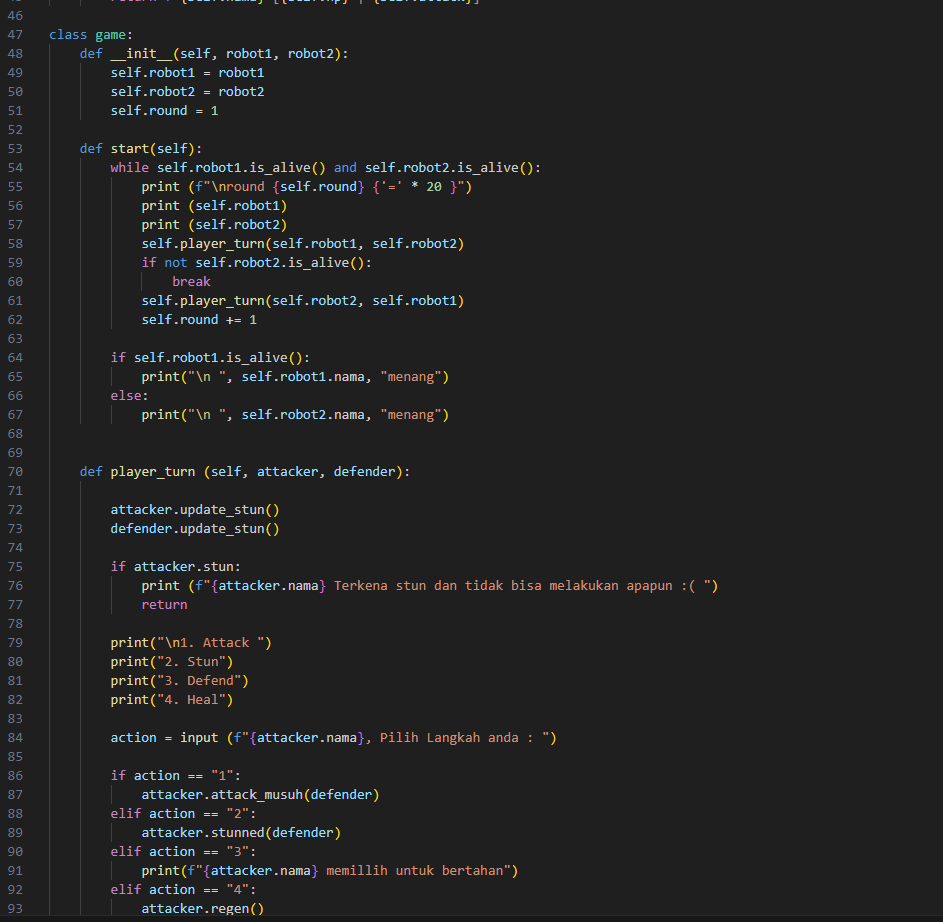 46
47 class game:
48     def __init__(self, robot1, robot2):
49         self.robot1 = robot1
50         self.robot2 = robot2
51         self.round = 1
52
53     def start(self):
54         while self.robot1.is_alive() and self.robot2.is_alive():
55             print (f"\nround {self.round} {'=' * 20 }")
56             print (self.robot1)
57             print (self.robot2)
58             self.player_turn(self.robot1, self.robot2)
59             if not self.robot2.is_alive():
60                 break
61             self.player_turn(self.robot2, self.robot1)
62             self.round += 1
63
64         if self.robot1.is_alive():
65             print("\n ", self.robot1.nama, "menang")
66         else:
67             print("\n ", self.robot2.nama, "menang")
68
69
70     def player_turn (self, attacker, defender):
71
72         attacker.update_stun()
73         defender.update_stun()
74
75         if attacker.stun:
76             print (f"{attacker.nama} Terkena stun dan tidak bisa melakukan apapun :( ")
77             return
78
79         print("\n1. Attack ")
80         print("2. Stun")
81         print("3. Defend")
82         print("4. Heal")
83
84         action = input (f"{attacker.nama}, Pilih Langkah anda : ")
85
86         if action == "1":
87             attacker.attack_musuh(defender)
88         elif action == "2":
89             attacker.stunned(defender)
90         elif action == "3":
91             print(f"{attacker.nama} memillih untuk bertahan")
92         elif action == "4":
93             attacker.regen()